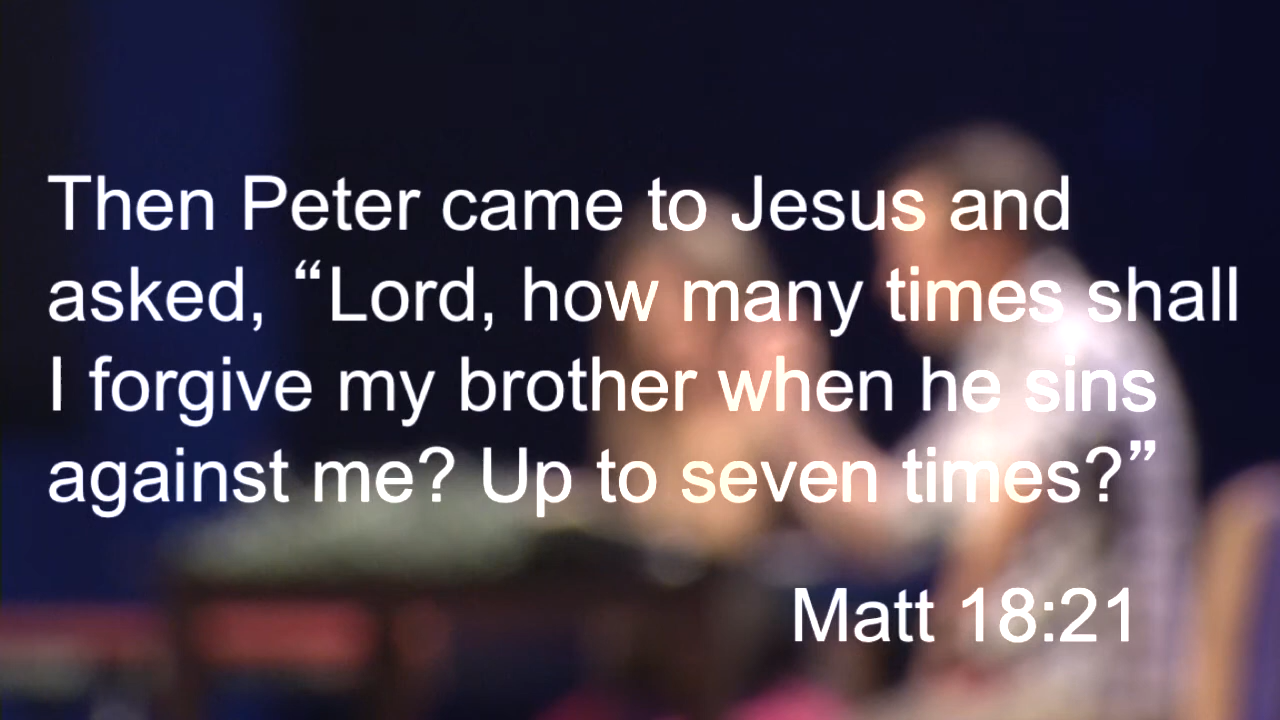 Then Peter came to Jesus and
asked, “Lord, how many times shall
I forgive my brother when he sins
against me? Up to seven times?”
Matt 18:21